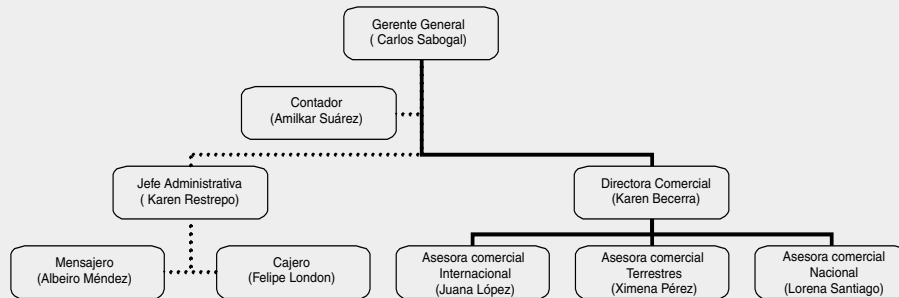 Gerente General
( Carlos Sabogal)
Contador
(Amilkar Suárez)
Jefe Administrativa
( Karen Restrepo)
Directora Comercial
(Karen Becerra)
Mensajero
(Albeiro Méndez)
Cajero
(Felipe London)
Asesora comercial
Internacional
(Juana López)
Asesora comercial
Terrestres
(Ximena Pérez)
Asesora comercial
Nacional
(Lorena Santiago)